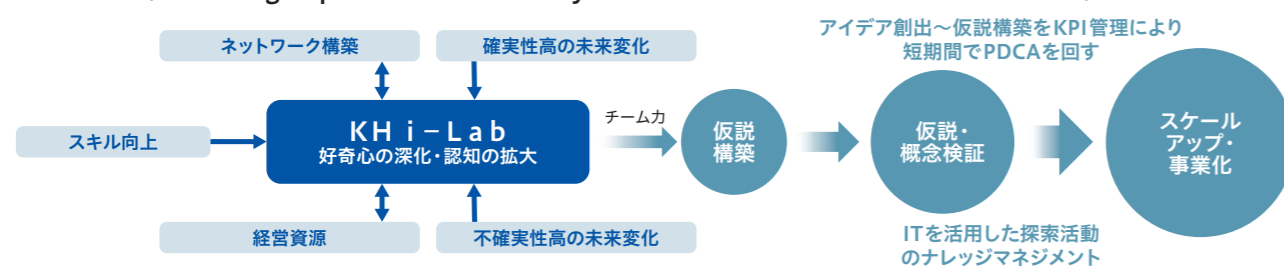 ネットワーク構築
確実性高の未来変化
スキル向上
KH i－Lab
好奇心の深化・認知の拡大
経営資源
不確実性高の未来変化
チーム力
仮説
構築
アイデア創出～仮説構築をKPI管理により
短期間でPDCAを回す
仮説・
概念検証
ITを活用した探索活動
のナレッジマネジメント
スケール
アップ・
事業化